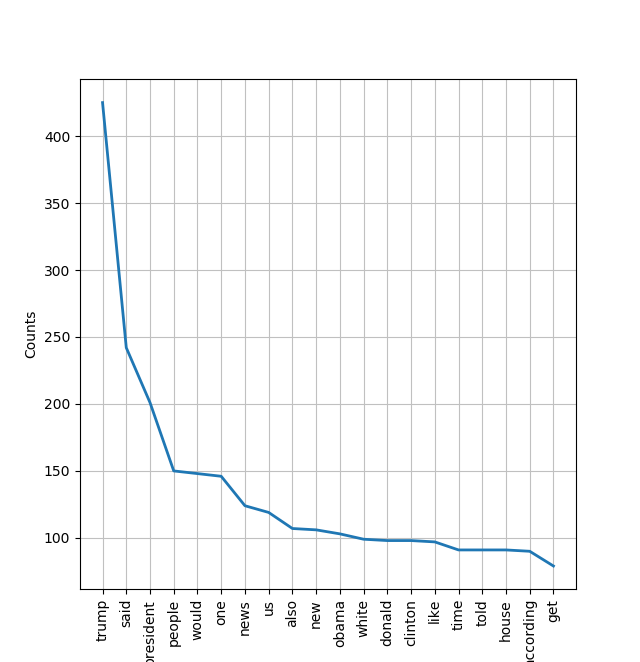 400
350
300
250
200
150
100
Counts
trump
said
president
people
would
one
news
us
also
new
obama
white
donald
clinton
like
time
told
house
according
get